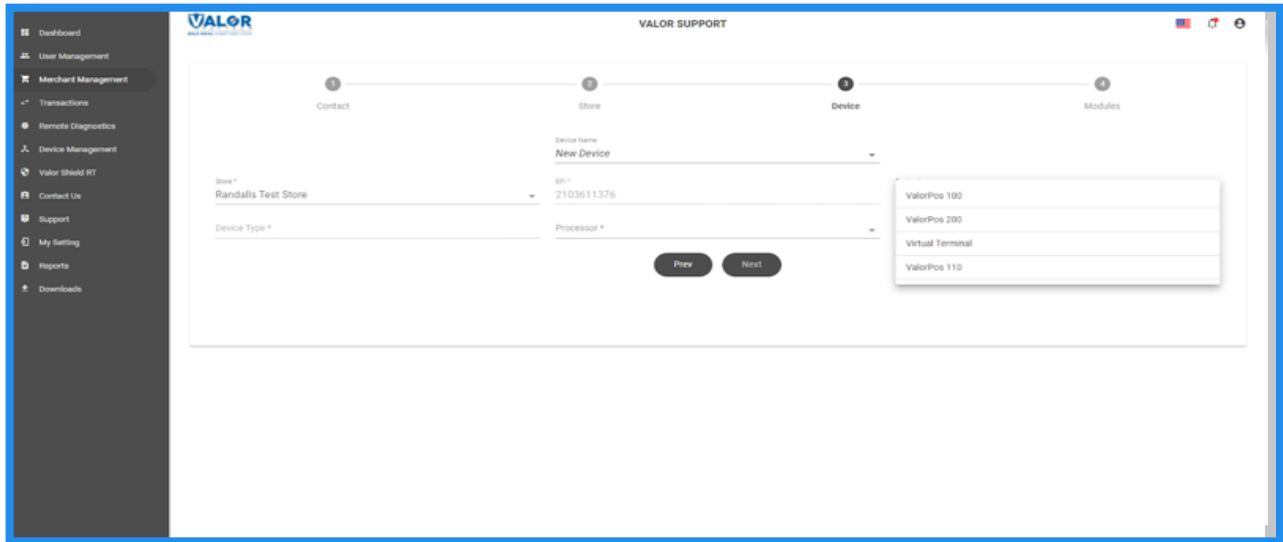 VALOR
VALOR SUPPORT
Dashboard
User Management
Merchant Management
Transactions
Remote Diagnostics
Device Management
Valor Shield RT
Contact Us
Support
My Setting
Reports
Downloads
1
2
3
4
Contact
Store
Device
Modules
Device Name
New Device
Store *
Randalls Test Store
EPI *
2103611376
Device Type *
Processor *
ValorPos 100
ValorPos 200
Virtual Terminal
ValorPos 110
Prev
Next